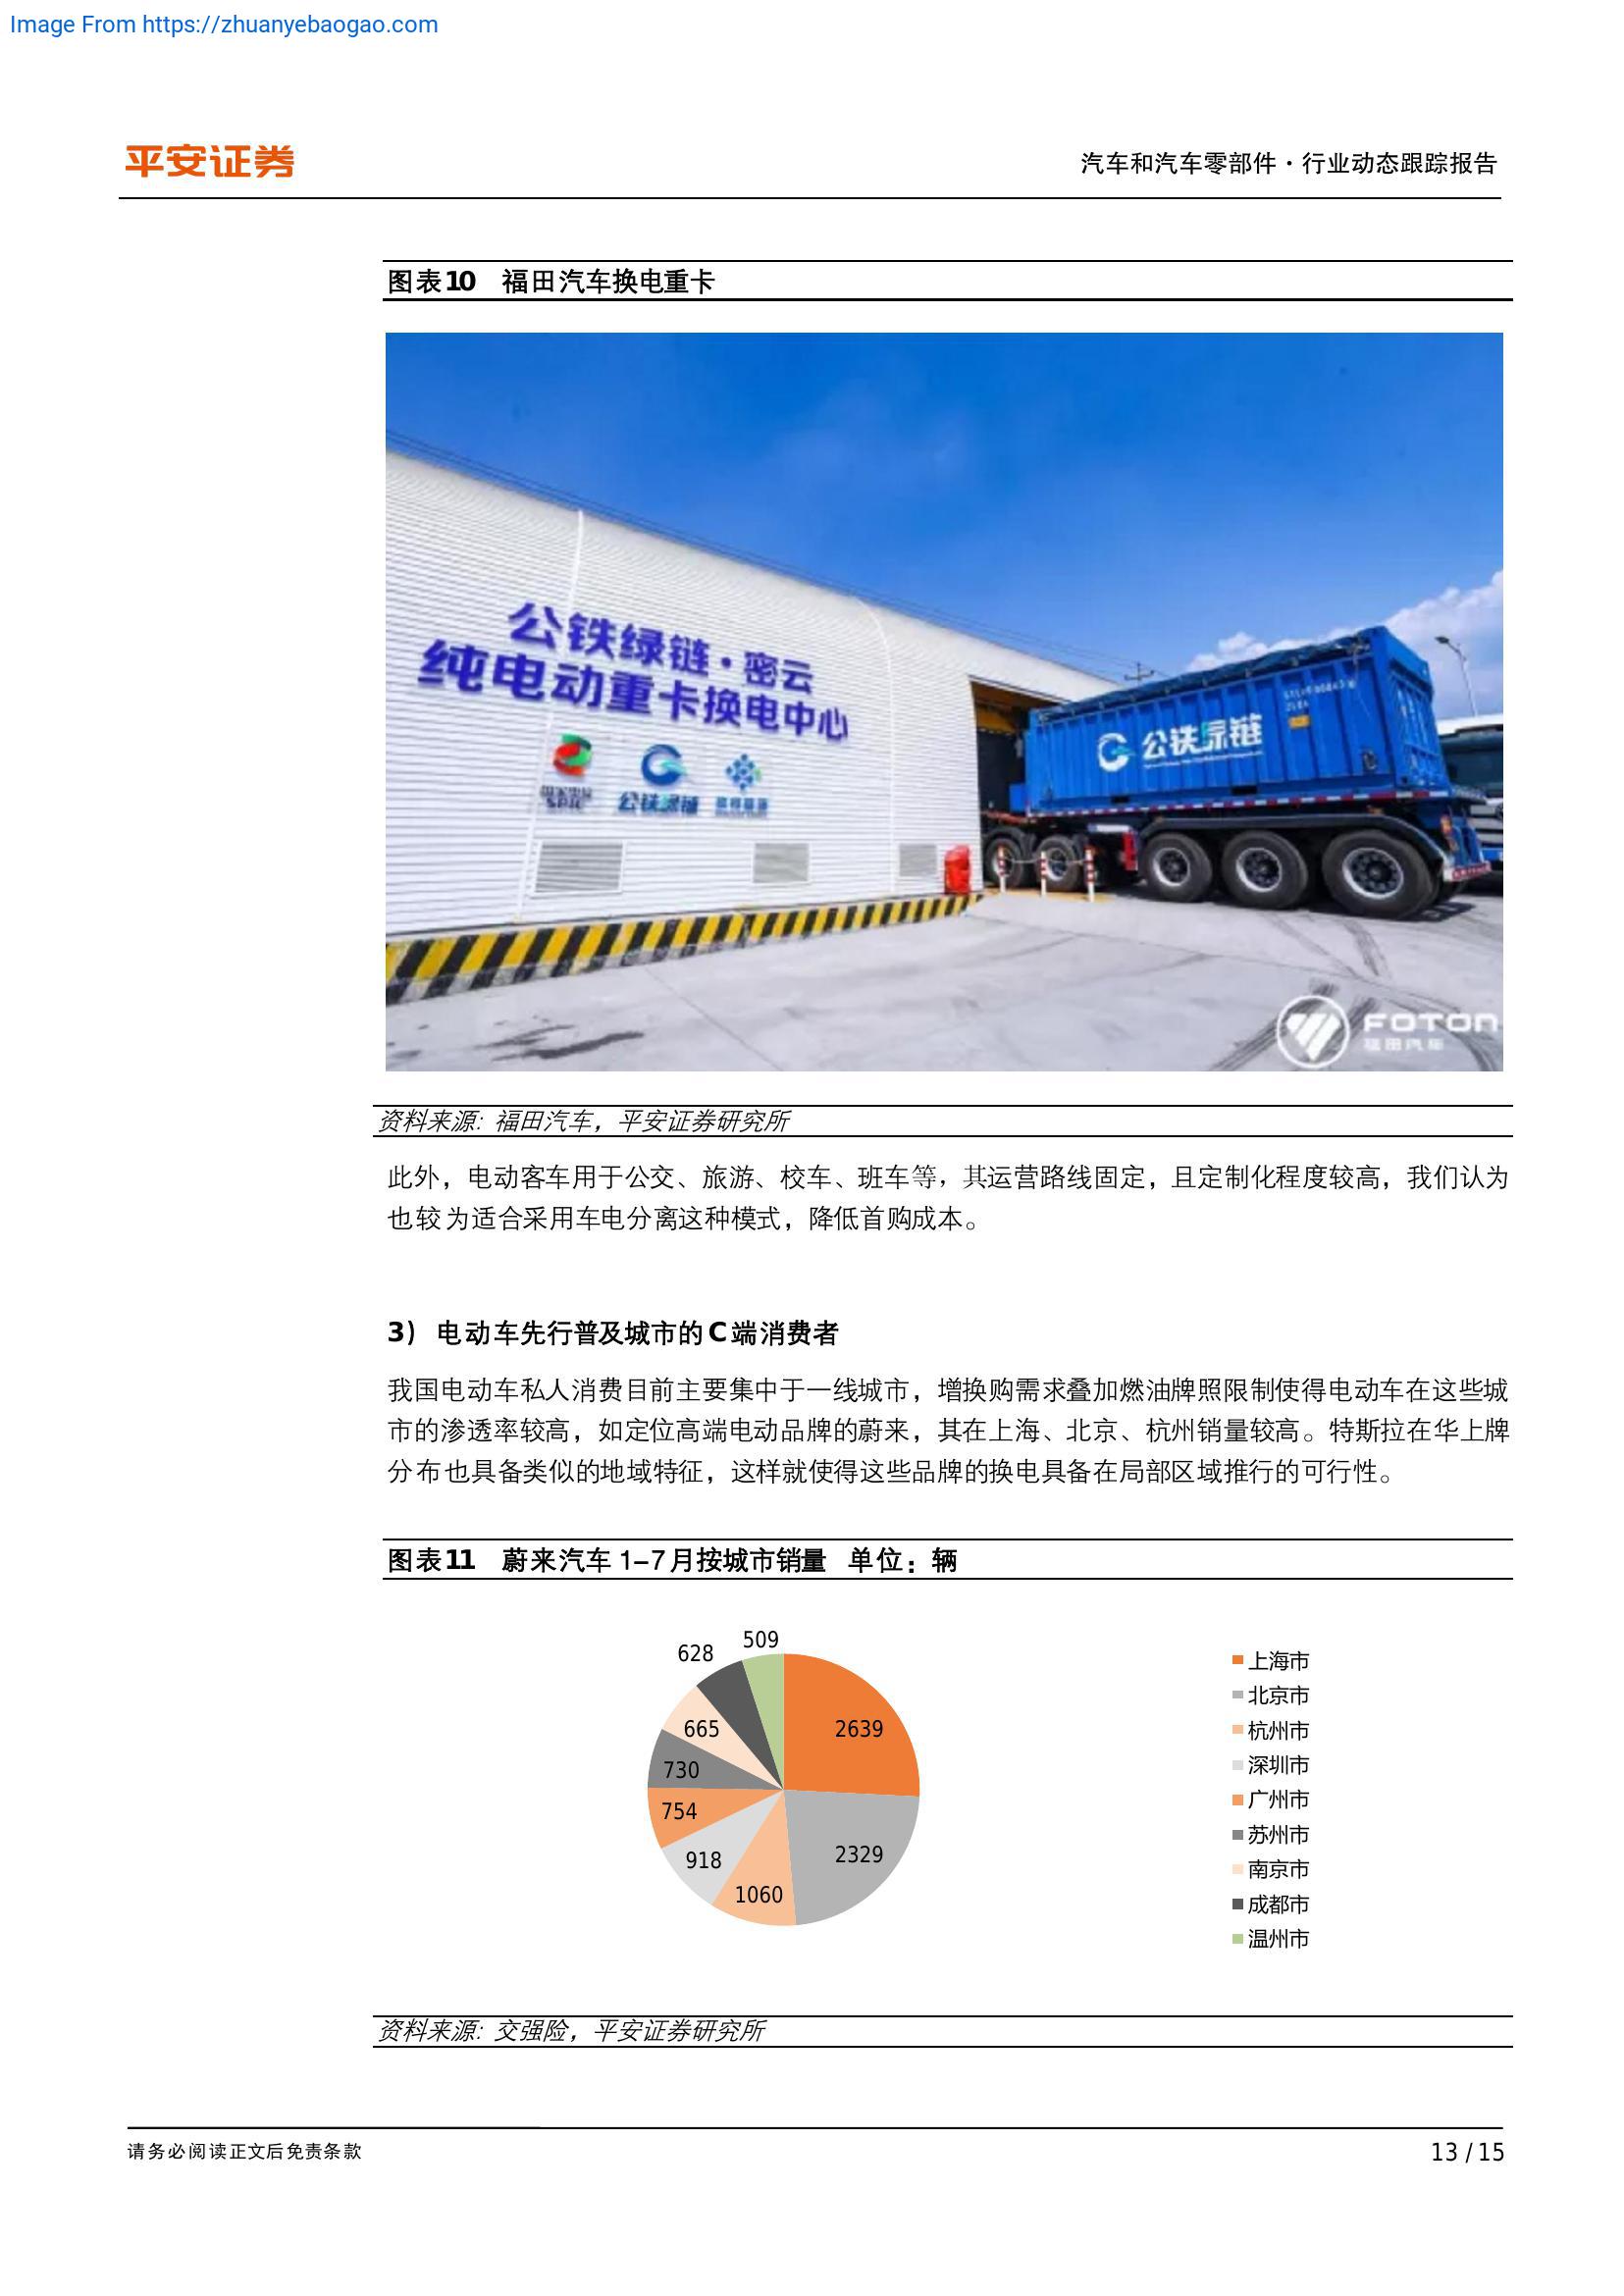 Image From https://zhuanyebaogao.com
平安证券
汽车和汽车零部件·行业动态跟踪报告
图表10 福田汽车换电重卡
公铁绿链·密云
纯电动重卡换电中心
公铁绿链
公铁绿链
FOTON
福田汽车
资料来源: 福田汽车，平安证券研究所
此外，电动客车用于公交、旅游、校车、班车等，其运营路线固定，且定制化程度较高，我们认为
也较为适合采用车电分离这种模式，降低首购成本。
3） 电动车先行普及城市的C端消费者
我国电动车私人消费目前主要集中于一线城市，增换购需求叠加燃油牌照限制使得电动车在这些城
市的渗透率较高，如定位高端电动品牌的蔚来，其在上海、北京、杭州销量较高。特斯拉在华上牌
分布也具备类似的地域特征，这样就使得这些品牌的换电具备在局部区域推行的可行性。
图表11 蔚来汽车 1-7月按城市销量 单位：辆
509
628
665
730
754
918
1060
2329
2639
上海市
北京市
杭州市
深圳市
广州市
苏州市
南京市
成都市
温州市
资料来源: 交强险，平安证券研究所
请务必阅读正文后免责条款
13 / 15